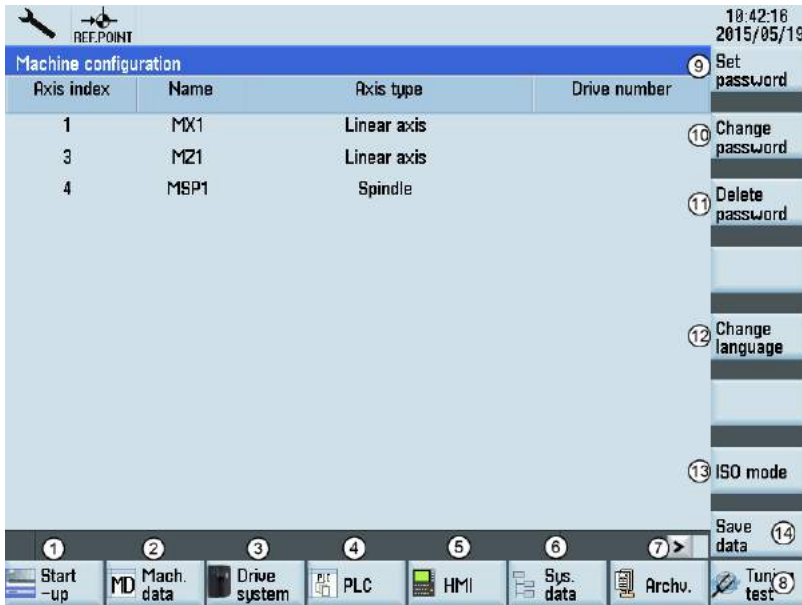 10:42:16
REF.POINT
2015/05/19
Machine configuration
9
Set
password
Axis index Name Axis type Drive number
1 MX1 Linear axis
10
Change
password
3 MZ1 Linear axis
4 MSP1 Spindle
11
Delete
password
12
Change
language
13
ISO mode
Save
data
14
1 2 3 4 5 6 7 >
Start
-up
MD
Mach.
data
Drive
system
PLC
HMI
Sys.
data
Archv.
8
test